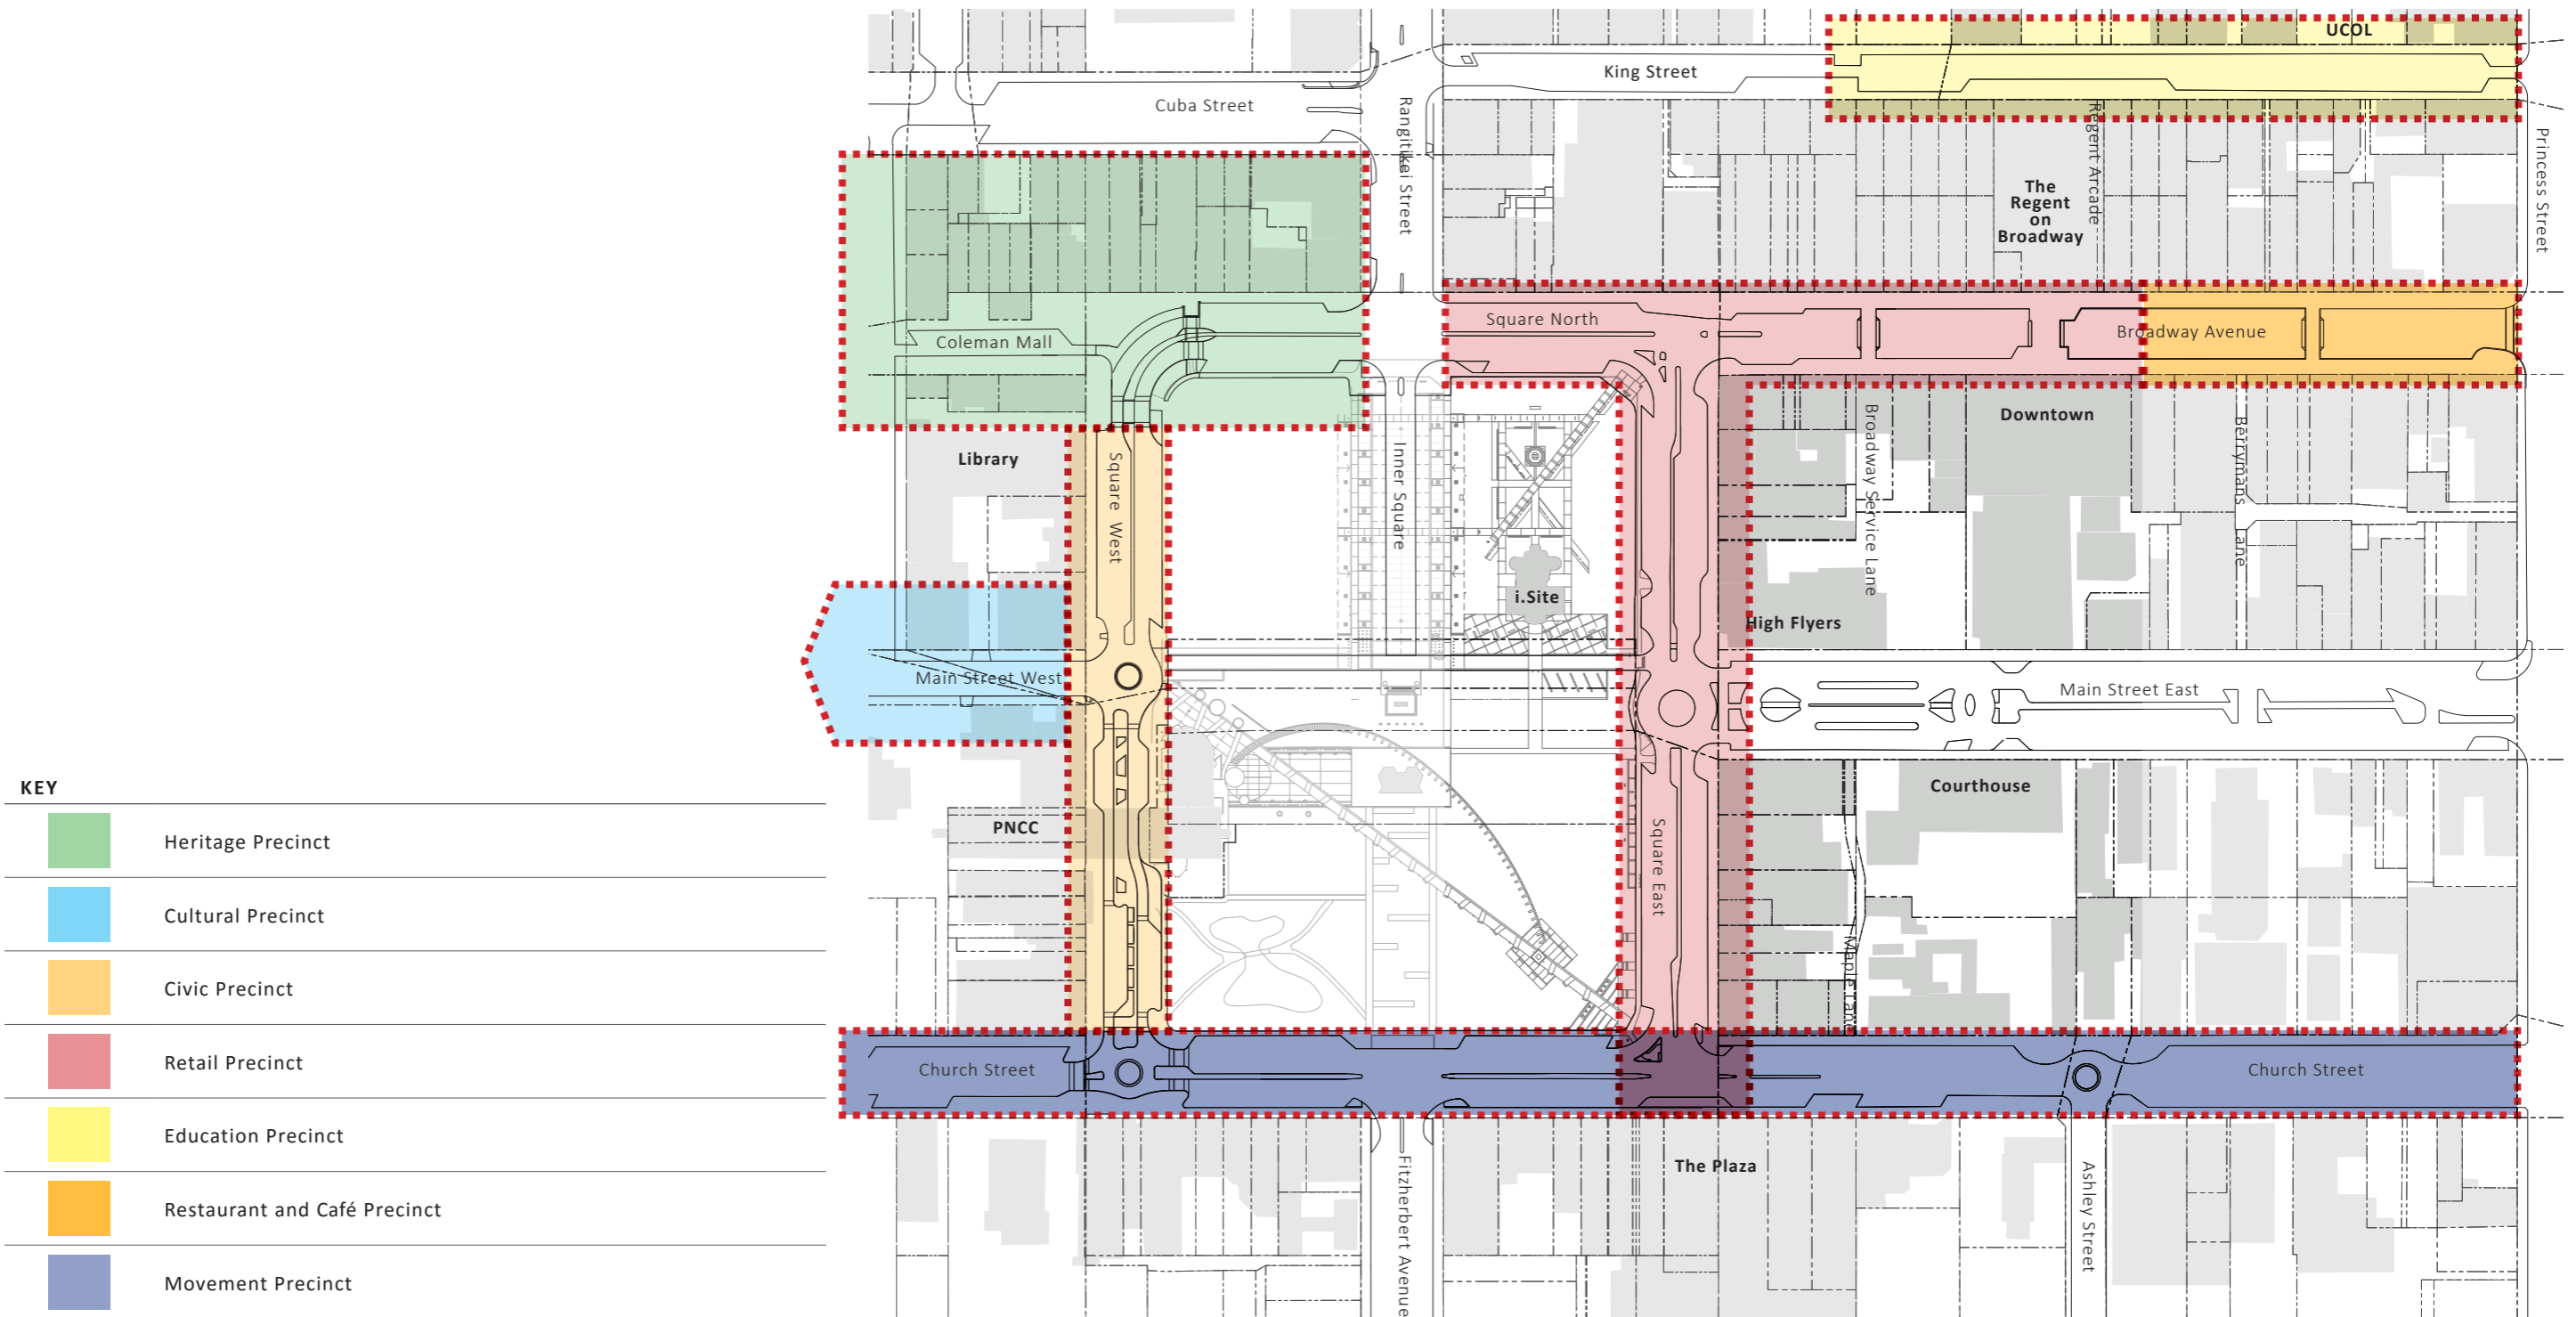 UCOL
King Street
Cuba Street
Rangitikei Street
Regent Arcade
Princess Street
The
Regent
on
Broadway
Square North
Broadway Avenue
Coleman Mall
Downtown
Library
Square West
Inner Square
Broadway Service Lane
Berrymans Lane
i.Site
High Flyers
Main Street West
Main Street East
KEY
Heritage Precinct
Cultural Precinct
Civic Precinct
Retail Precinct
Education Precinct
Restaurant and Café Precinct
Movement Precinct
Courthouse
PNCC
Square East
Maple Lane
Church Street
Church Street
The Plaza
Fitzherbert Avenue
Ashley Street